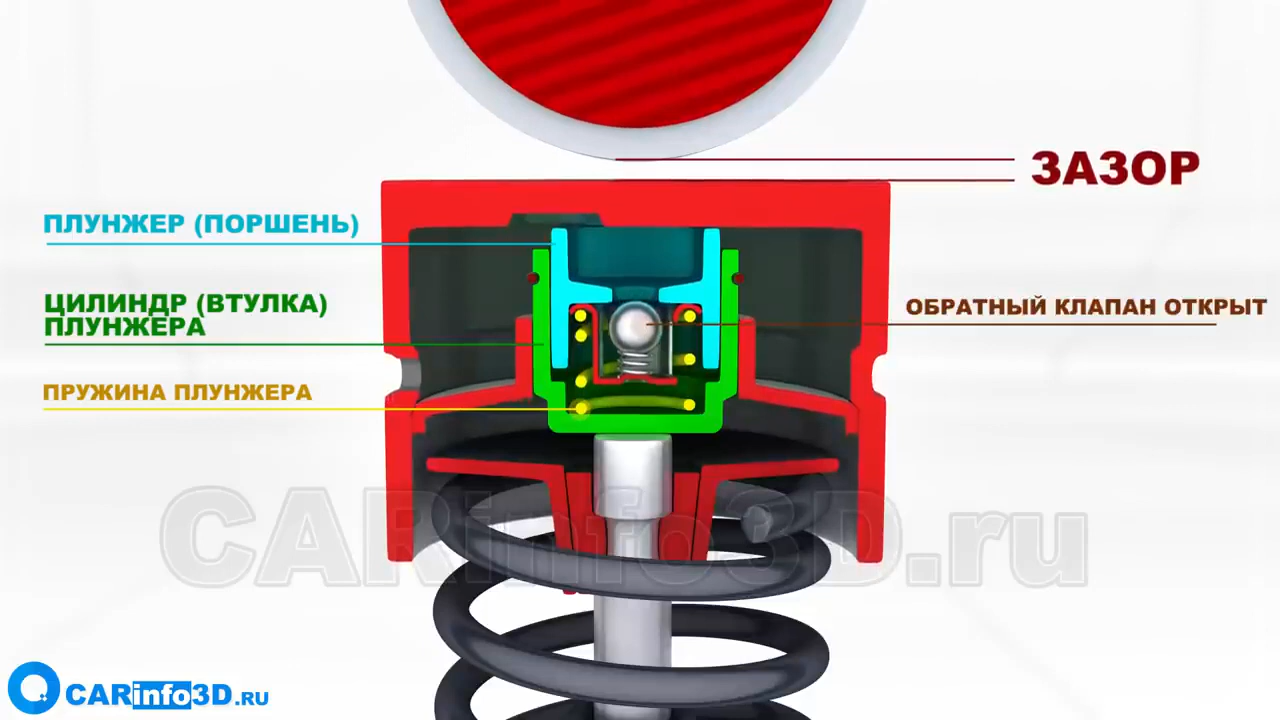 ЗАЗОР
ПЛУНЖЕР (ПОРШЕНЬ)
ЦИЛИНДР (ВТУЛКА)
ПЛУНЖЕРА
ОБРАТНЫЙ КЛАПАН ОТКРЫТ
ПРУЖИНА ПЛУНЖЕРА
CARinfo3D.ru
CARinfo3D.RU